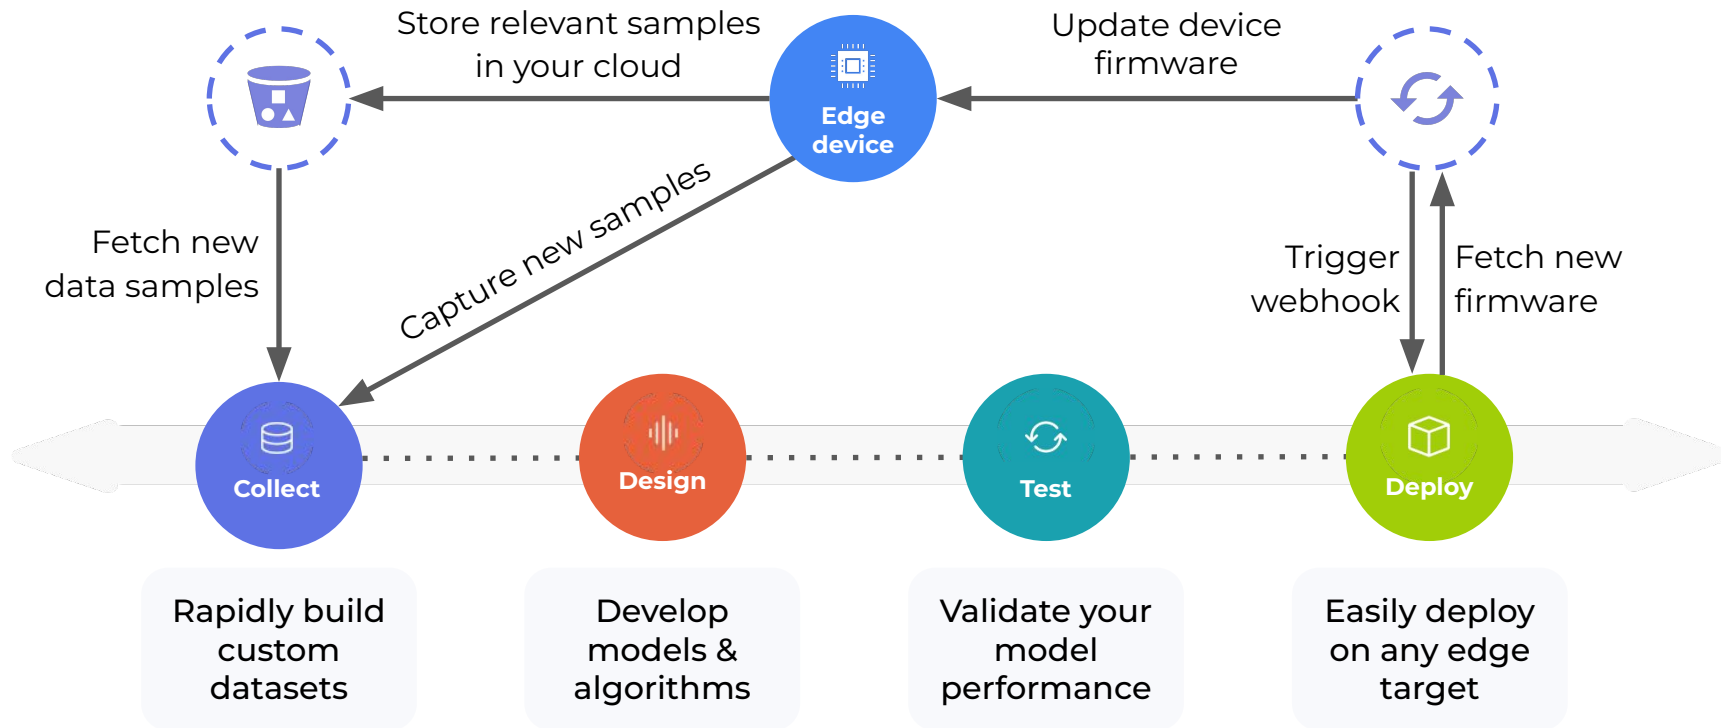 Store relevant samples
in your cloud
Update device
firmware
Edge
device
Fetch new
data samples
Capture new samples
Trigger
webhook
Fetch new
firmware
Collect
Design
Test
Deploy
Rapidly build
custom
datasets
Develop
models &
algorithms
Validate your
model
performance
Easily deploy
on any edge
target